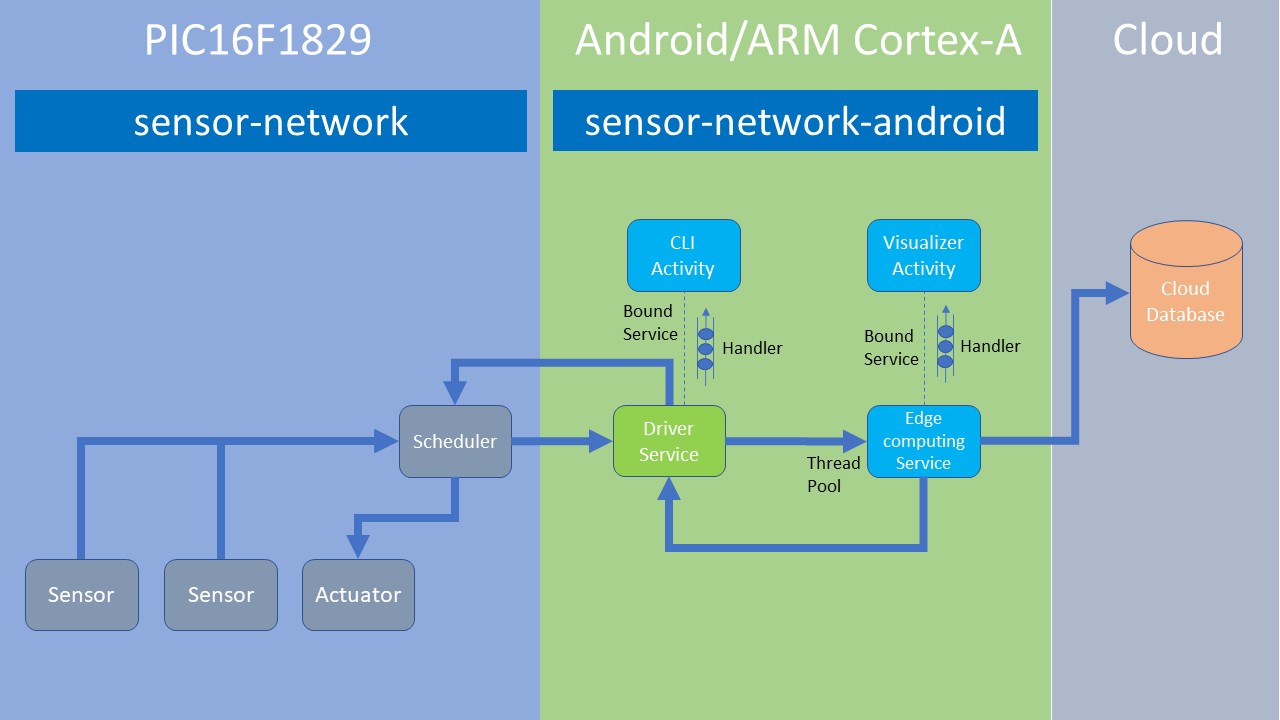 PIC16F1829
Android/ARM Cortex-A
Cloud
sensor-network
sensor-network-android
CLI
Activity
Visualizer
Activity
Bound
Service
Handler
Bound
Service
Handler
Cloud
Database
Scheduler
Driver
Service
Edge
computing
Service
Thread
Pool
Sensor
Sensor
Actuator